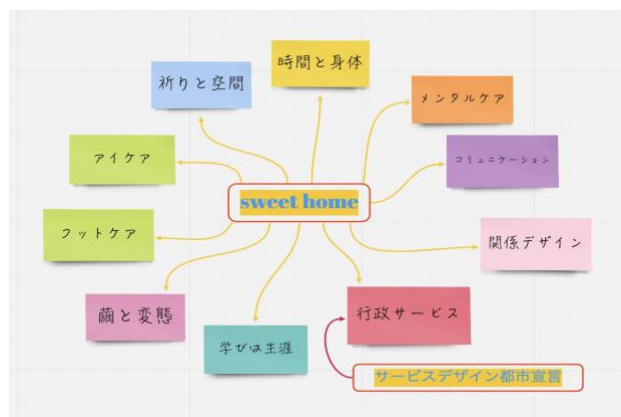 時間と身体
祈りと空間
メンタルケア
アイケア
コミュニケーション
sweet home
フットケア
関係デザイン
繭と変態
行政サービス
学びは生涯
サービスデザイン都市宣言